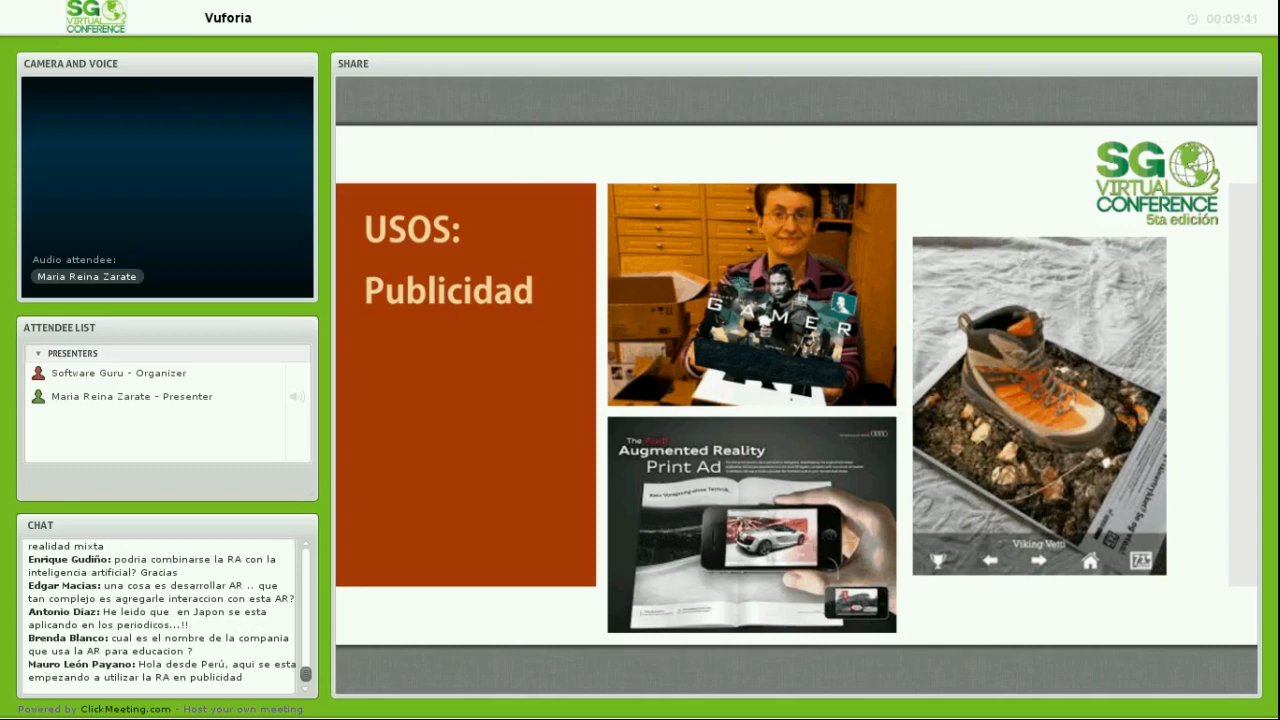 SG
VIRTUAL
CONFERENCE
Vuforia
00:09:41
CAMERA AND VOICE
Audio attendee:
Maria Reina Zarate
ATTENDEE LIST
PRESENTERS
Software Guru - Organizer
Maria Reina Zarate - Presenter
CHAT
realidad mixta
Enrique Gudiño: podria combinarse la RA con la
inteligencia artificial? Gracias
Edgar Macías: una cosa es desarrollar AR .. que
tan complejo es agregarle interaccion con esta AR?
Antonio Díaz: He leido que en Japon se esta
aplicando en los periodicos...!!
Brenda Blanco: cual es el nombre de la compania
que usa la AR para educacion ?
Mauro León Payano: Hola desde Perú, aqui se esta
empezando a utilizar la RA en publicidad
Powered by ClickMeeting.com - Host your own meeting
SHARE
SG
VIRTUAL
CONFERENCE
5ta edición
USOS:
Publicidad
GAMER
The
Augmented Reality
Print Ad
Viking Vetti